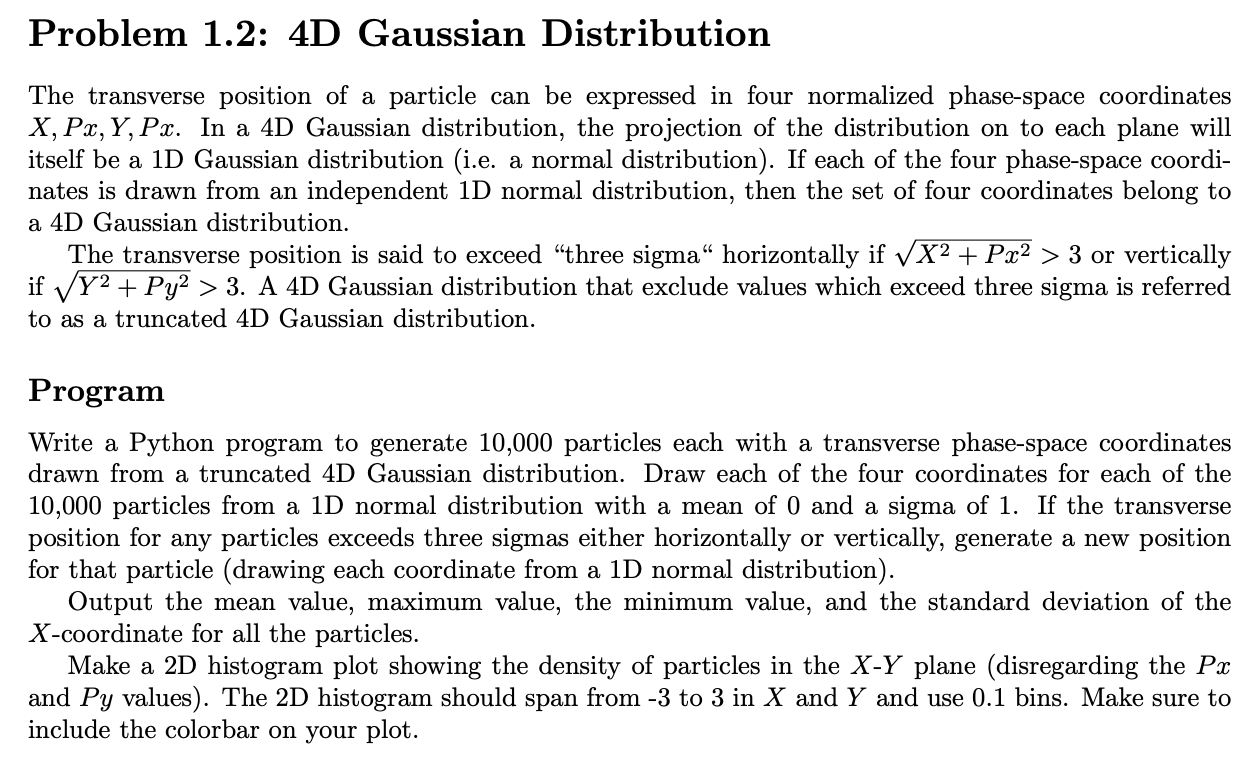 Problem 1.2: 4D Gaussian Distribution
The transverse position of a particle can be expressed in four normalized phase-space coordinates
X, Px, Y, Px. In a 4D Gaussian distribution, the projection of the distribution on to each plane will
itself be a 1D Gaussian distribution (i.e. a normal distribution). If each of the four phase-space coordi-
nates is drawn from an independent 1D normal distribution, then the set of four coordinates belong to
a 4D Gaussian distribution.
The transverse position is said to exceed “three sigma“ horizontally if √X² + Px² > 3 or vertically
if √Y² + Py² > 3. A 4D Gaussian distribution that exclude values which exceed three sigma is referred
to as a truncated 4D Gaussian distribution.
Program
Write a Python program to generate 10,000 particles each with a transverse phase-space coordinates
drawn from a truncated 4D Gaussian distribution. Draw each of the four coordinates for each of the
10,000 particles from a 1D normal distribution with a mean of 0 and a sigma of 1. If the transverse
position for any particles exceeds three sigmas either horizontally or vertically, generate a new position
for that particle (drawing each coordinate from a 1D normal distribution).
Output the mean value, maximum value, the minimum value, and the standard deviation of the
X-coordinate for all the particles.
Make a 2D histogram plot showing the density of particles in the X-Y plane (disregarding the Px
and Py values). The 2D histogram should span from -3 to 3 in X and Y and use 0.1 bins. Make sure to
include the colorbar on your plot.